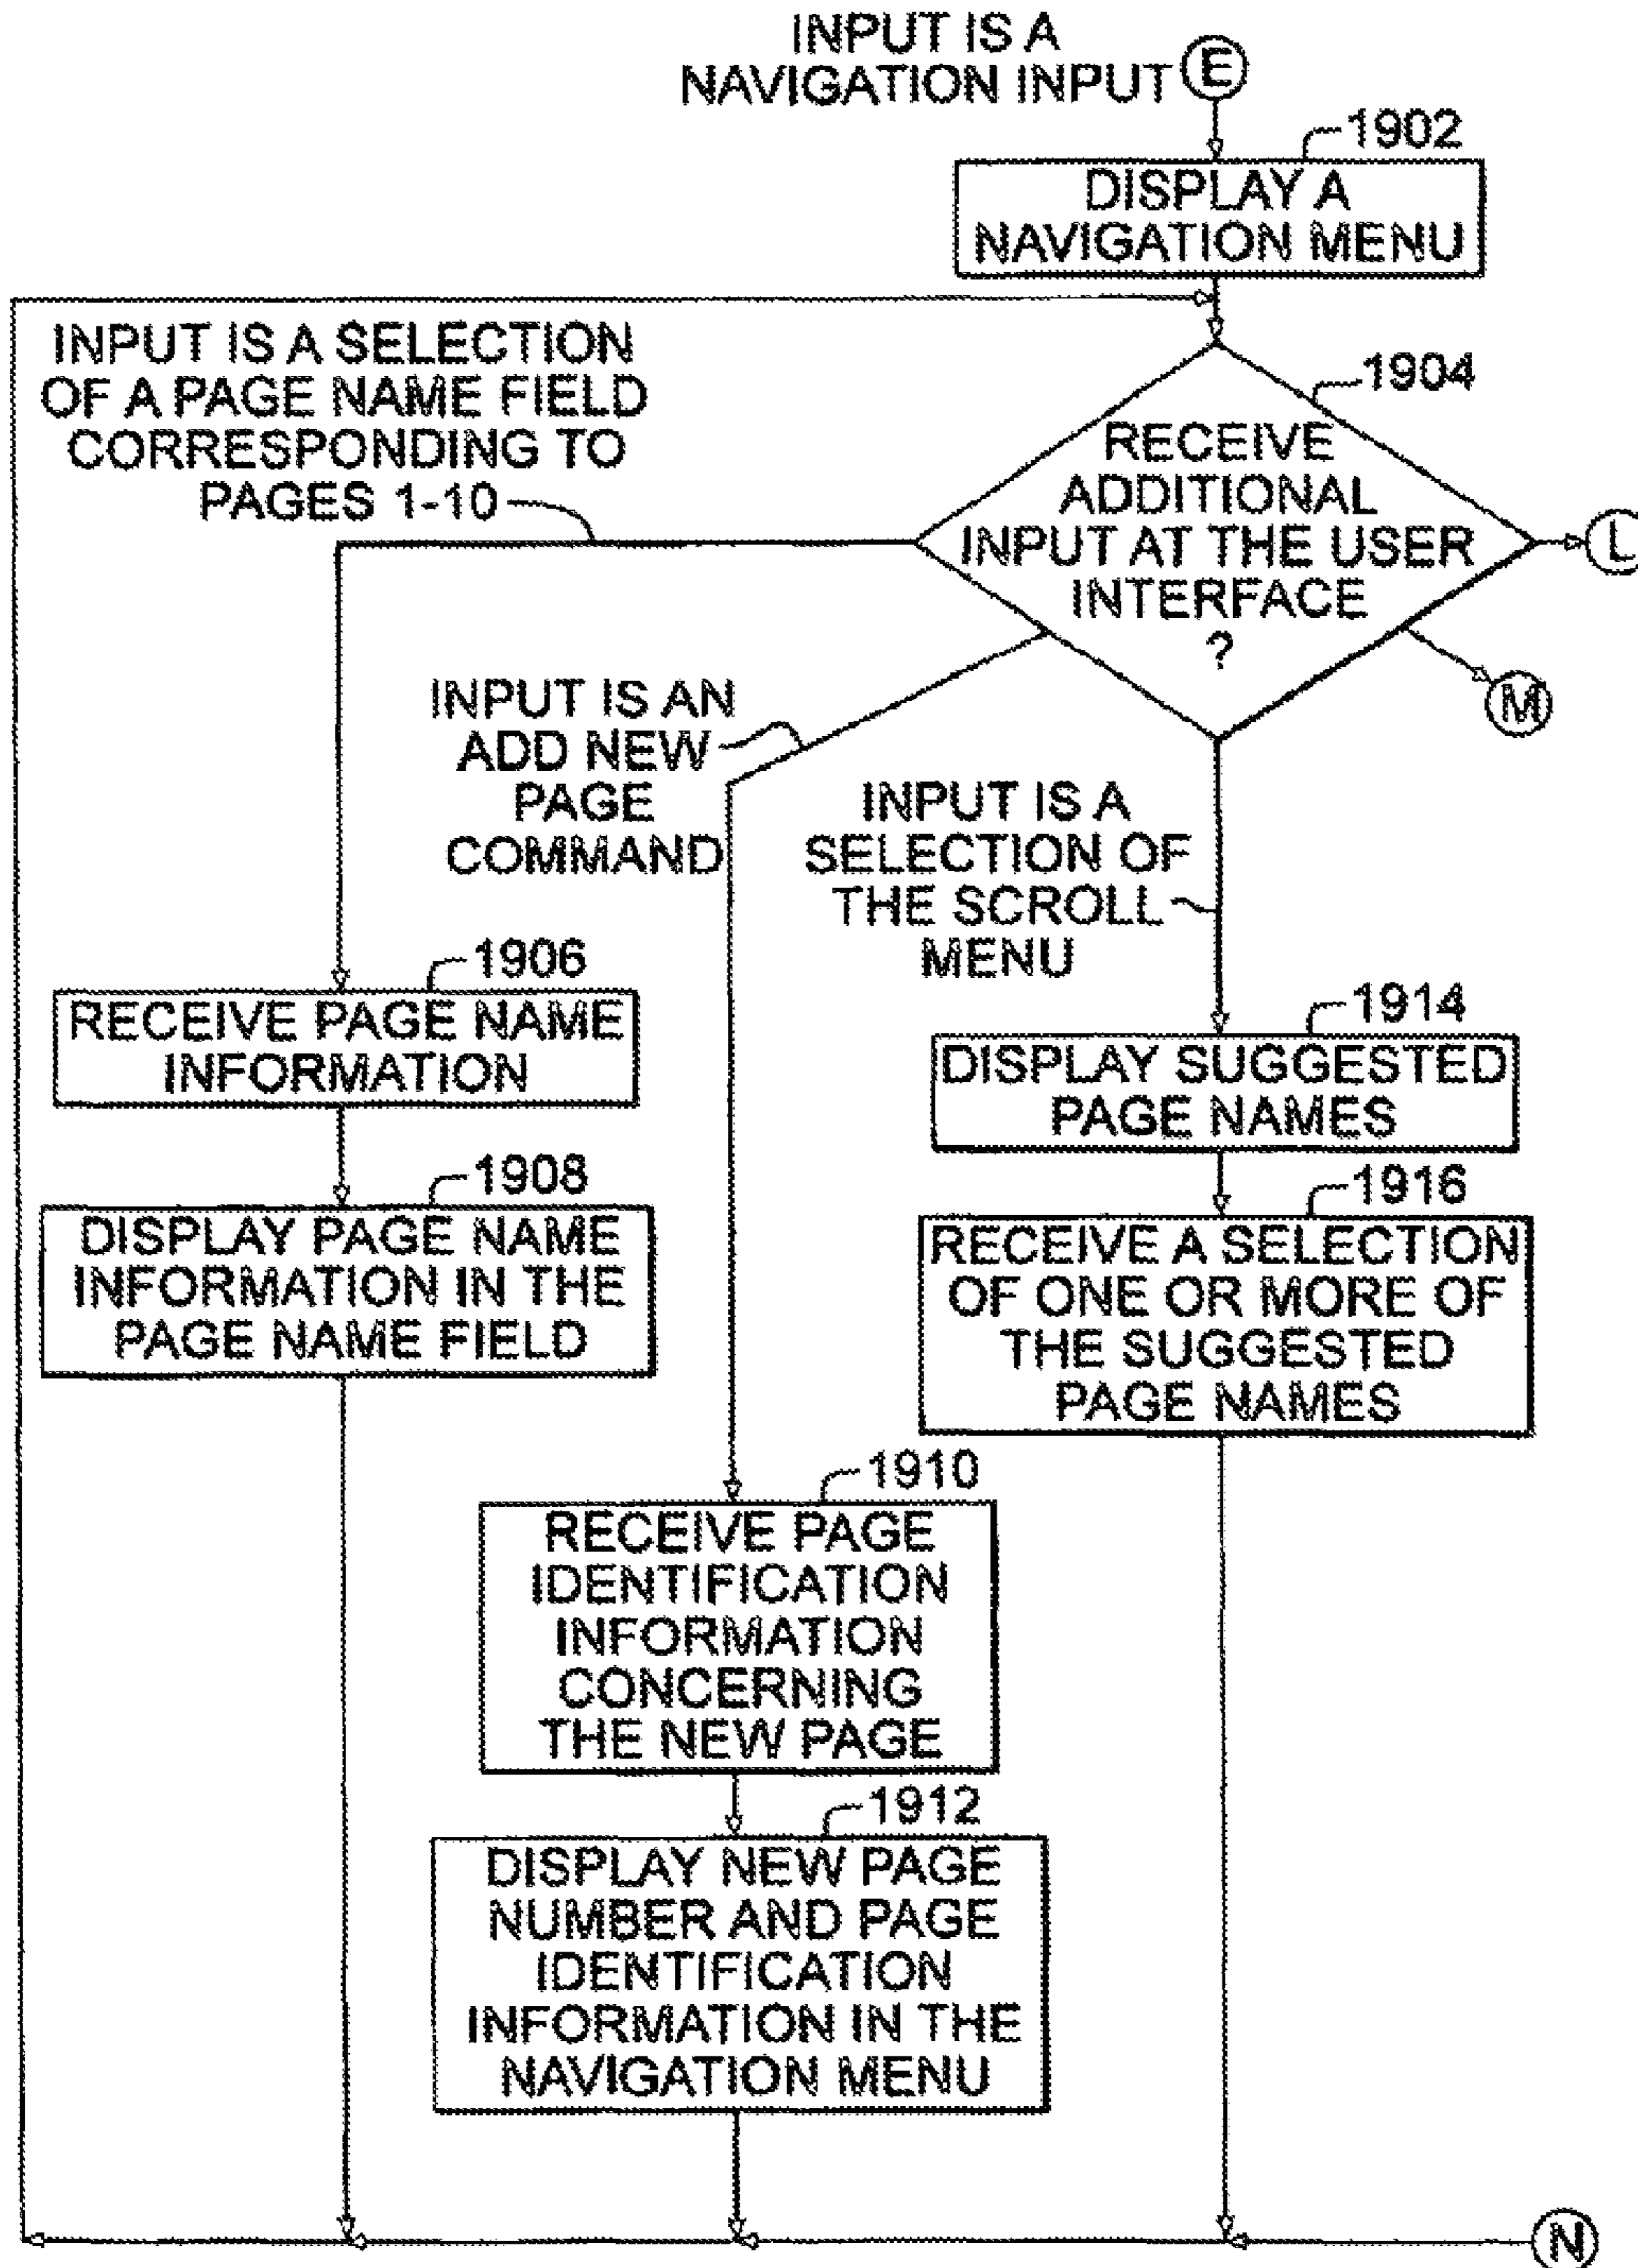 INPUT IS A
NAVIGATION INPUT
E
1902
DISPLAY A
NAVIGATION MENU
INPUT IS A SELECTION
OF A PAGE NAME FIELD
CORRESPONDING TO
PAGES 1-10
1904
RECEIVE
ADDITIONAL
INPUT AT THE USER
INTERFACE
?
L
M
INPUT IS AN
ADD NEW
PAGE
COMMAND
INPUT IS A
SELECTION OF
THE SCROLL
MENU
1906
RECEIVE PAGE NAME
INFORMATION
1908
DISPLAY PAGE NAME
INFORMATION IN THE
PAGE NAME FIELD
1914
DISPLAY SUGGESTED
PAGE NAMES
1916
RECEIVE A SELECTION
OF ONE OR MORE OF
THE SUGGESTED
PAGE NAMES
1910
RECEIVE PAGE
IDENTIFICATION
INFORMATION
CONCERNING
THE NEW PAGE
1912
DISPLAY NEW PAGE
NUMBER AND PAGE
IDENTIFICATION
INFORMATION IN THE
NAVIGATION MENU
N